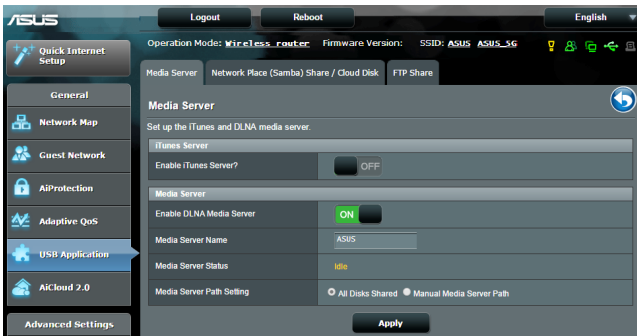 ASUS
Logout
Reboot
English
Quick Internet Setup
Operation Mode: Wireless router Firmware Version: SSID: ASUS ASUS_5G
Media Server
Network Place (Samba) Share / Cloud Disk
FTP Share
General
Network Map
Guest Network
AiProtection
Adaptive QoS
USB Application
AiCloud 2.0
Advanced Settings
Media Server
Set up the iTunes and DLNA media server.
iTunes Server
Enable iTunes Server? OFF
Media Server
Enable DLNA Media Server ON
Media Server Name ASUS
Media Server Status Idle
Media Server Path Setting All Disks Shared Manual Media Server Path
Apply